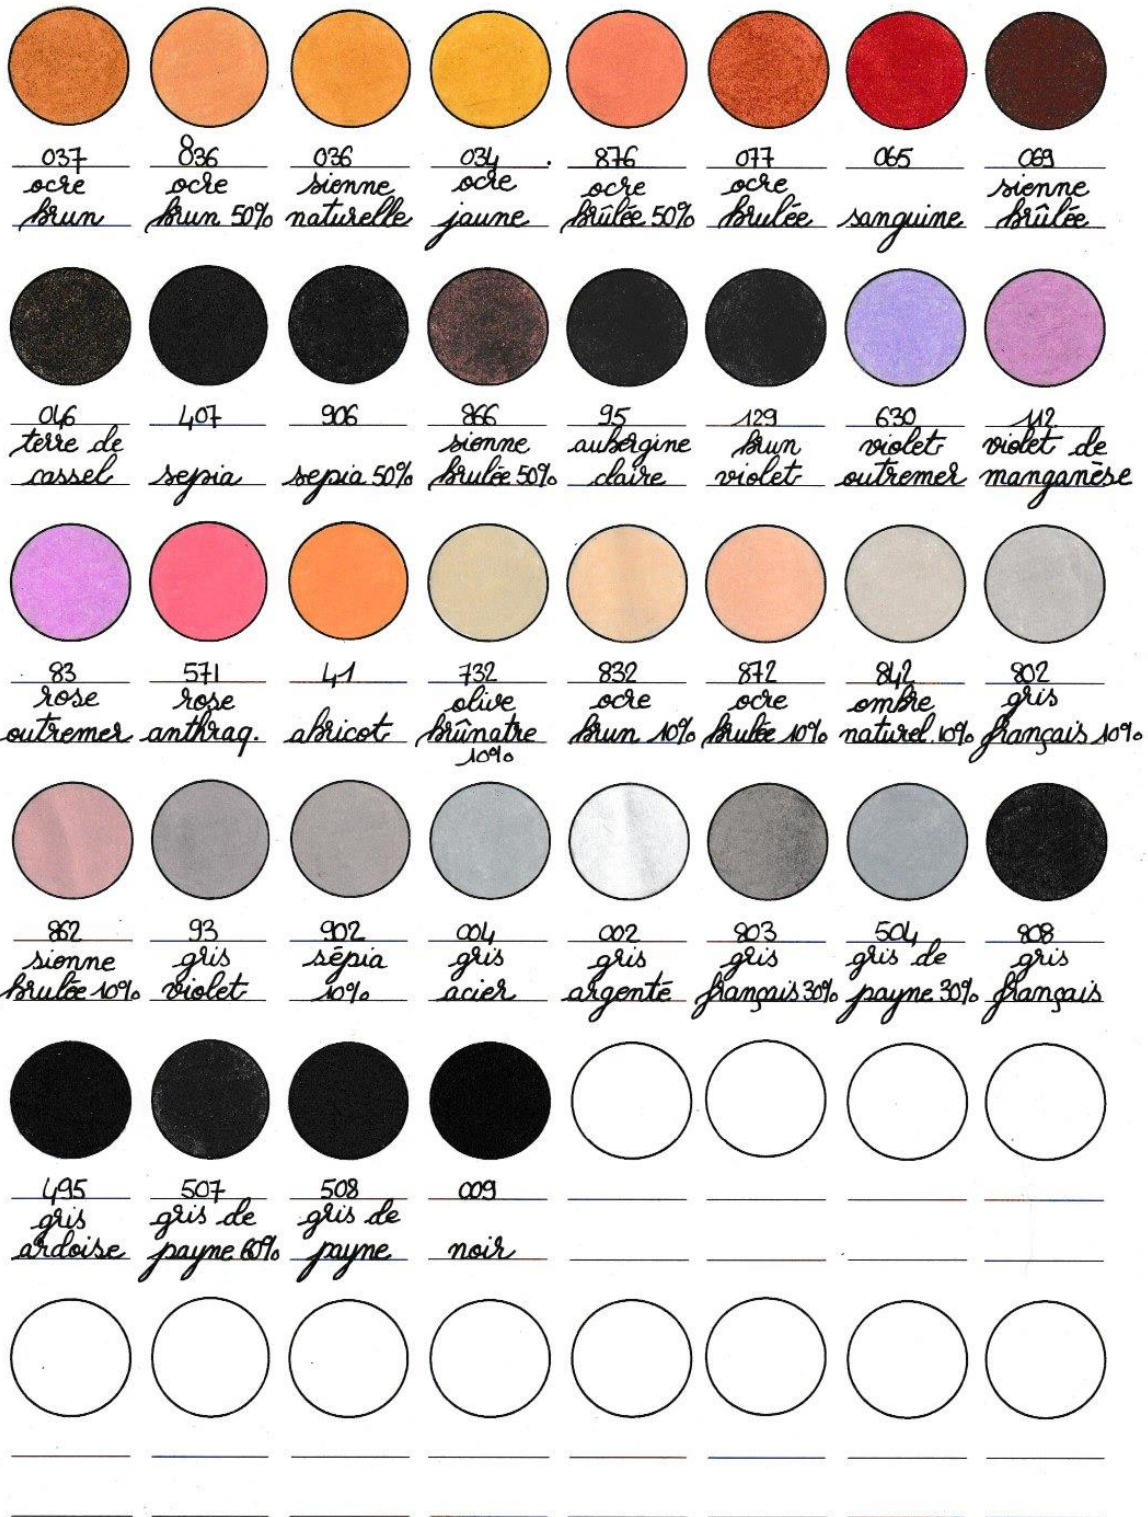 037 836 036 034 876 077 065 069
ocre ocre sienne ocre ocre ocre sienne
brun brun 50% naturelle jaune brûlée 50% brulée sanguine brûlée
046 407 906 866 95 129 630 112
terre de sienne aubergine brun violet violet de
cassel sepia sepia 50% brulée 50% claire violet outremer manganèse
83 571 41 732 832 872 842 802
rose rose olive ocre ocre ombre gris
outremer anthraq. abricot brûnatre brun 10% brulée 10% naturel 10% français 10%
10%
862 93 902 004 002 803 504 808
sienne gris sépia gris gris gris gris de gris
brulée 10% violet 10% acier argenté français 30% payne 30% français
495 507 508 009
gris gris de gris de
ardoise payne 60% payne noir